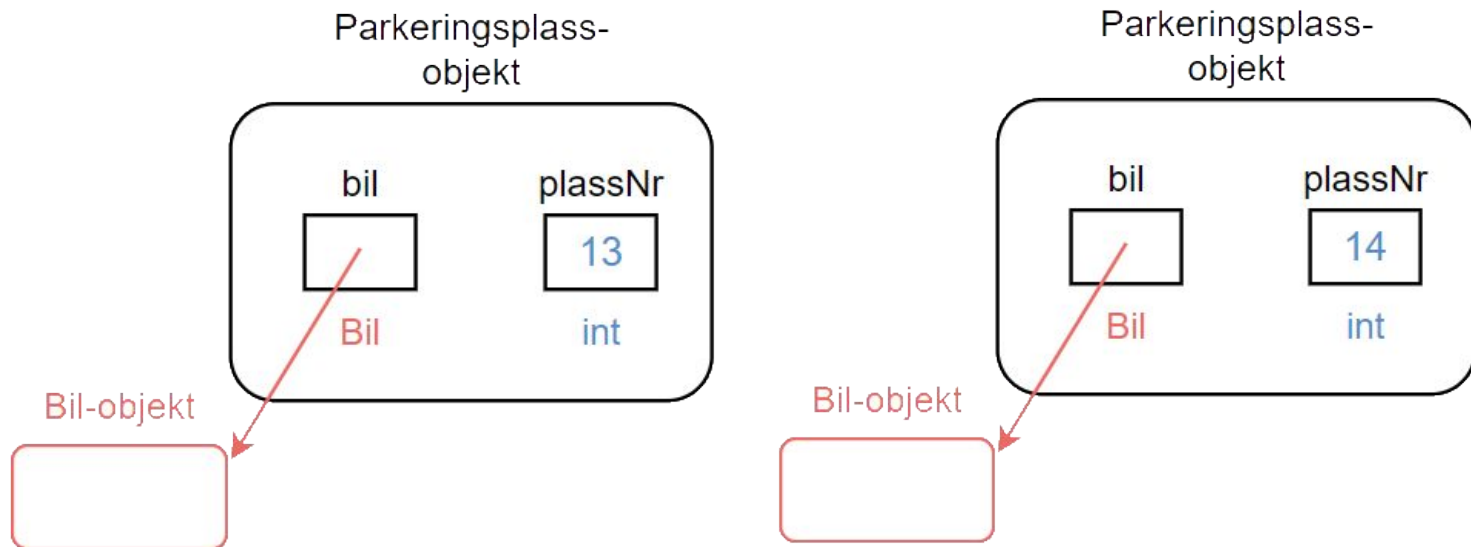 Parkeringsplass-
objekt
bil
plassNr
13
Bil
int
Bil-objekt
Parkeringsplass-
objekt
bil
plassNr
14
Bil
int
Bil-objekt